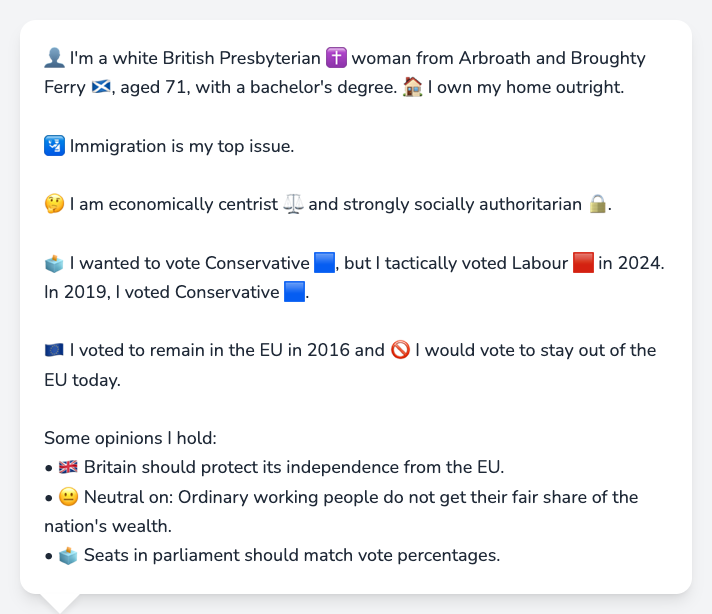 👤 I'm a white British Presbyterian ✝️ woman from Arbroath and Broughty
Ferry 🏴󠁧󠁢󠁳󠁣󠁴󠁿, aged 71, with a bachelor's degree. 🏠 I own my home outright.
🛂 Immigration is my top issue.
🤔 I am economically centrist ⚖️ and strongly socially authoritarian 🔒.
🗳️ I wanted to vote Conservative 🟦, but I tactically voted Labour 🟥 in 2024.
In 2019, I voted Conservative 🟦.
🇪🇺 I voted to remain in the EU in 2016 and 🚫 I would vote to stay out of the
EU today.
Some opinions I hold:
• 🇬🇧 Britain should protect its independence from the EU.
• 😐 Neutral on: Ordinary working people do not get their fair share of the
nation's wealth.
• 🗳️ Seats in parliament should match vote percentages.